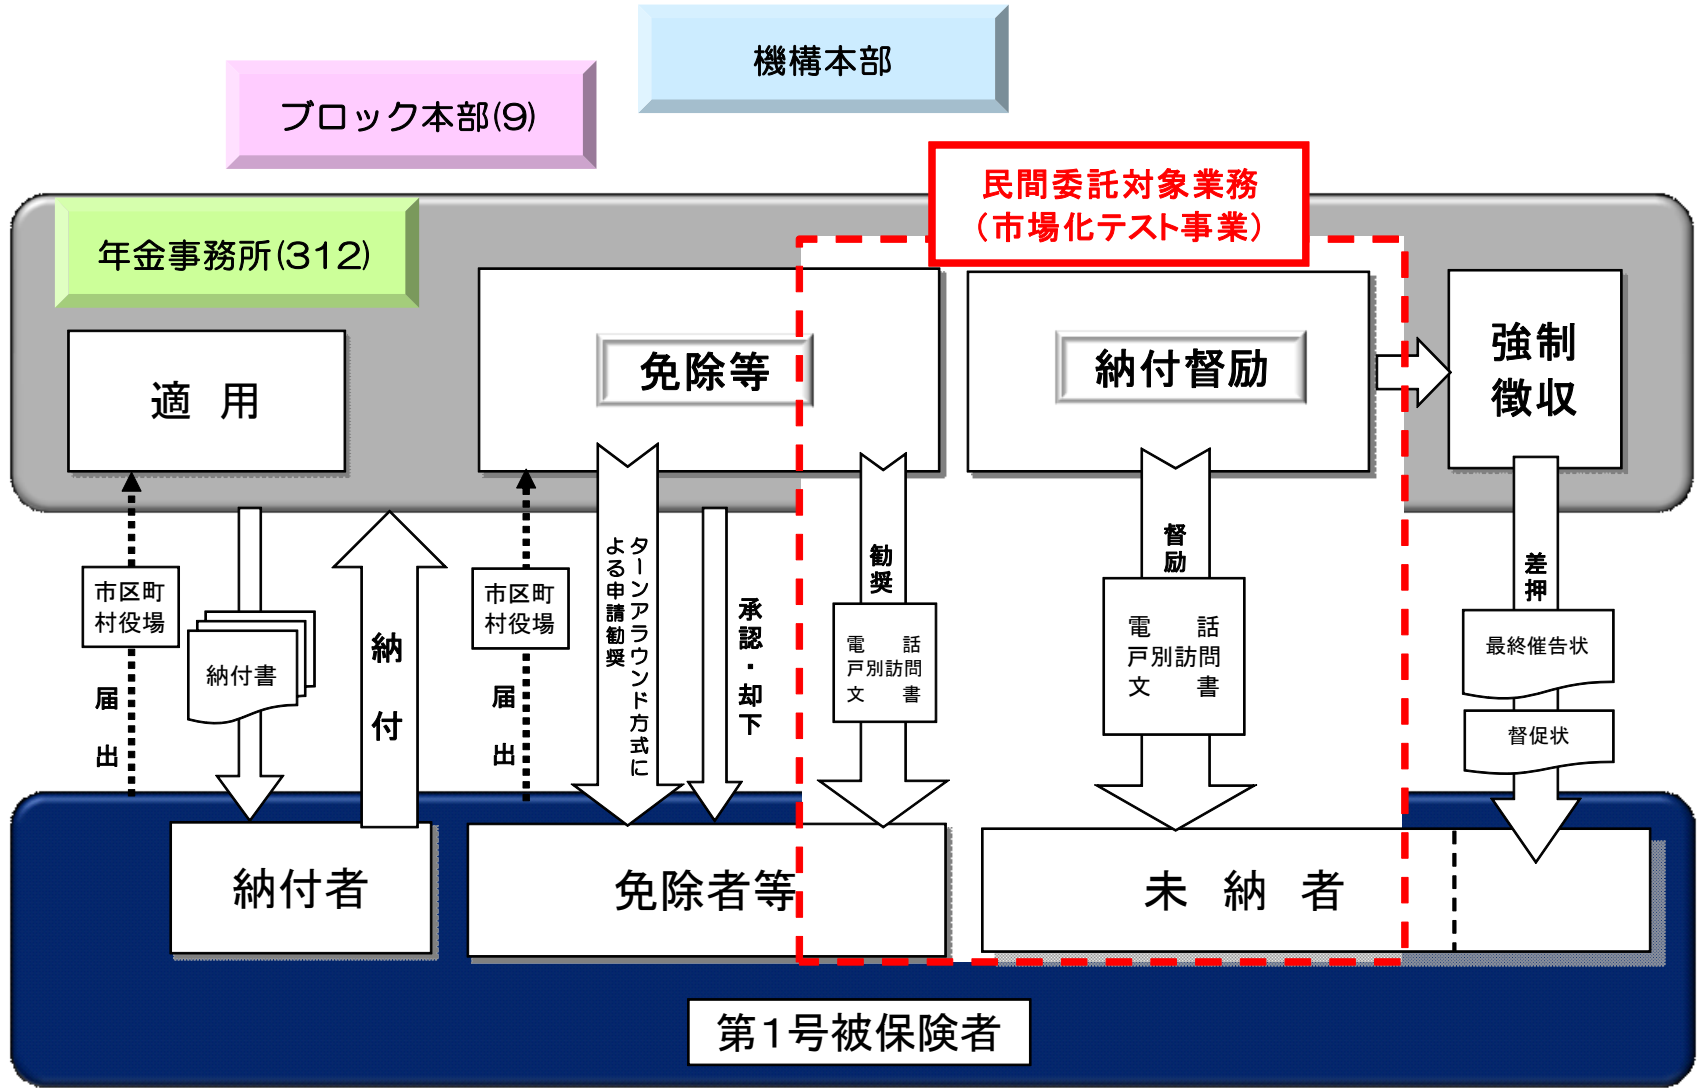 機構本部
ブロック本部(9)
民間委託対象業務
（市場化テスト事業）
年金事務所(312)
適　用
免除等
納付督励
強制
徴収
市区町
村役場
届　出
納付書
納　付
市区町
村役場
届　出
ターンアラウンド方式に
よる申請勧奨
承認・却下
勧奨
電　　話
戸別訪問
文　　書
督励
電　　話
戸別訪問
文　　書
差押
最終催告状
督促状
納付者
免除者等
未　納　者
第１号被保険者